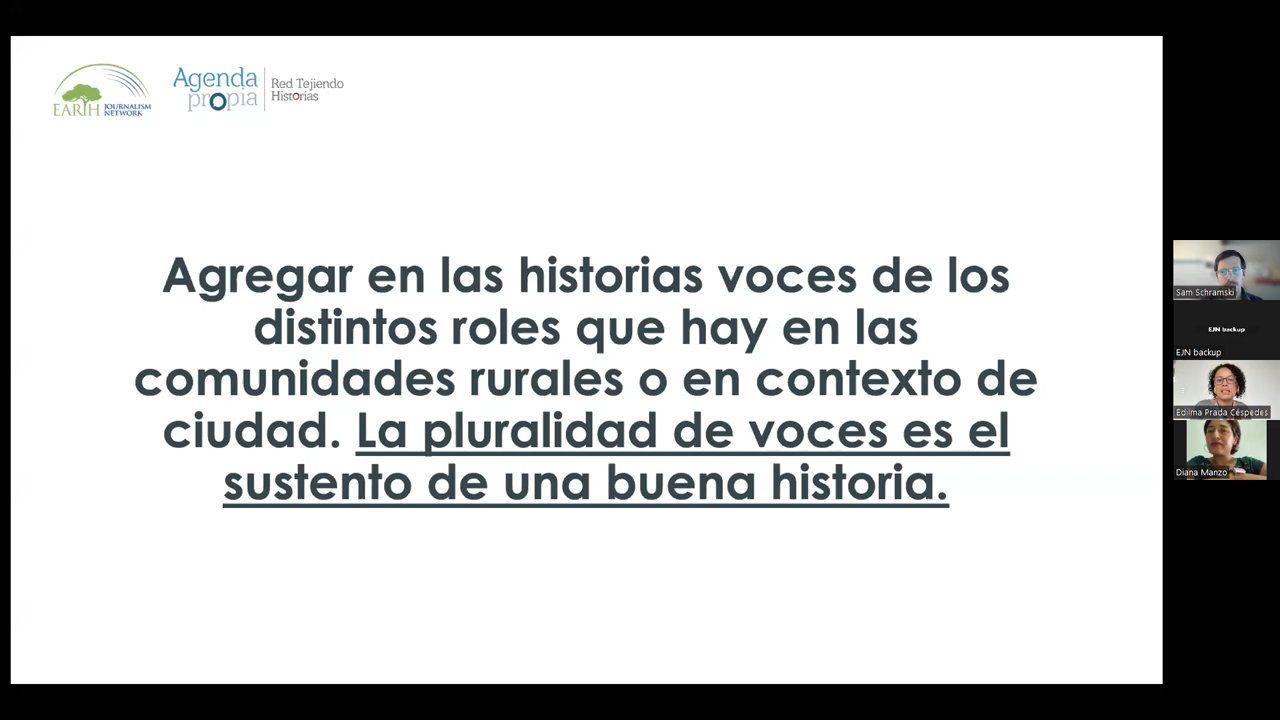 EARTH JOURNALISM NETWORK
Agenda propia
Red Tejiendo Historias
Agregar en las historias voces de los
distintos roles que hay en las
comunidades rurales o en contexto de
ciudad. La pluralidad de voces es el
sustento de una buena historia.
Sam Schramski
EJN backup
EJN backup
Edilma Prada Céspedes
Diana Manzo